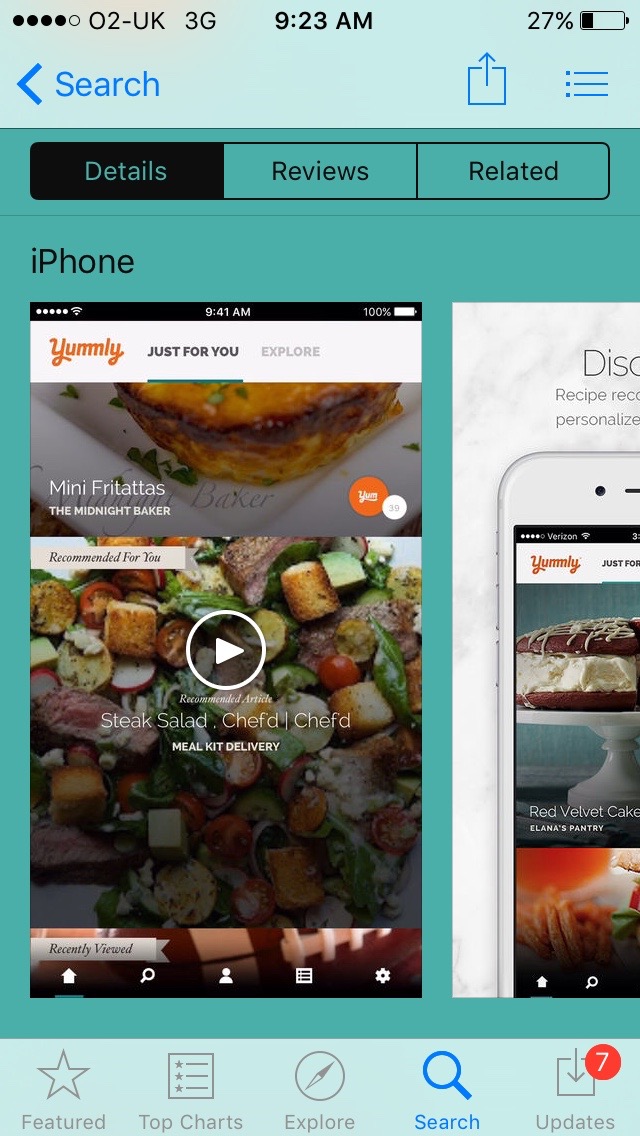 O2-UK 3G 9:23 AM 27%
Search
Details Reviews Related
iPhone
9:41 AM 100%
Yummly JUST FOR YOU EXPLORE
Mini Fritattas
Midnight Baker
THE MIDNIGHT BAKER
Yum 39
Recommended For You
Recommended Article
Steak Salad , Chefd | Chefd
MEAL KIT DELIVERY
Recently Viewed
Disc
Recipe reco
personalize
Verizon 3:
Yummly JUST FOR
Red Velvet Cake
ELANA'S PANTRY
Featured Top Charts Explore Search Updates
7